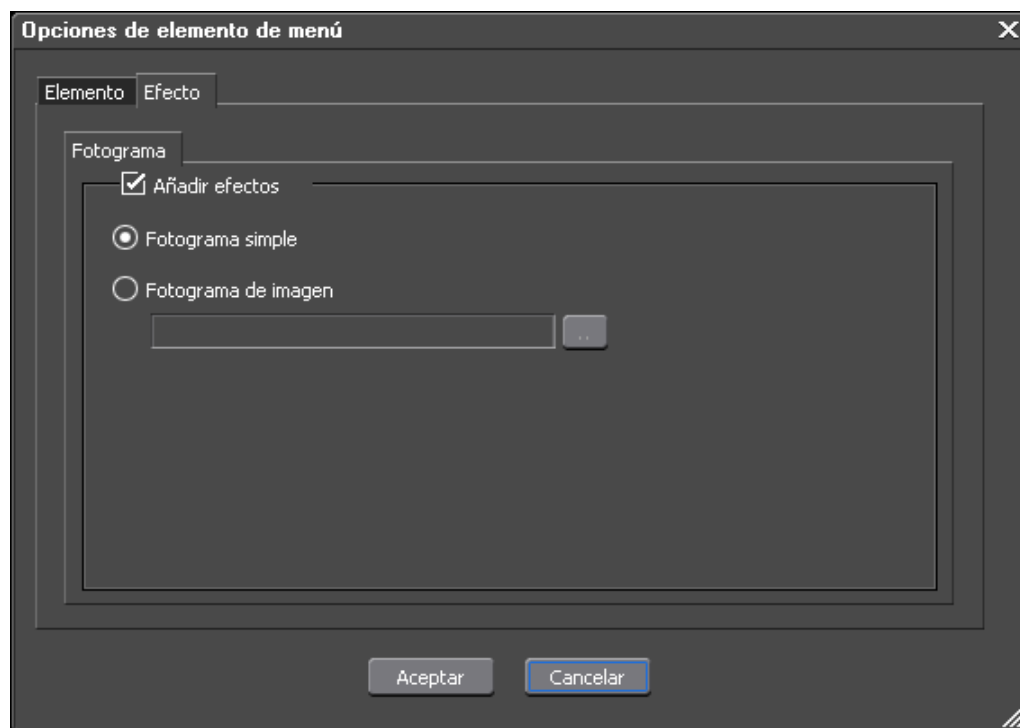 Opciones de elemento de menú
Elemento Efecto
Fotograma
Añadir efectos
Fotograma simple
Fotograma de imagen
..
Aceptar Cancelar